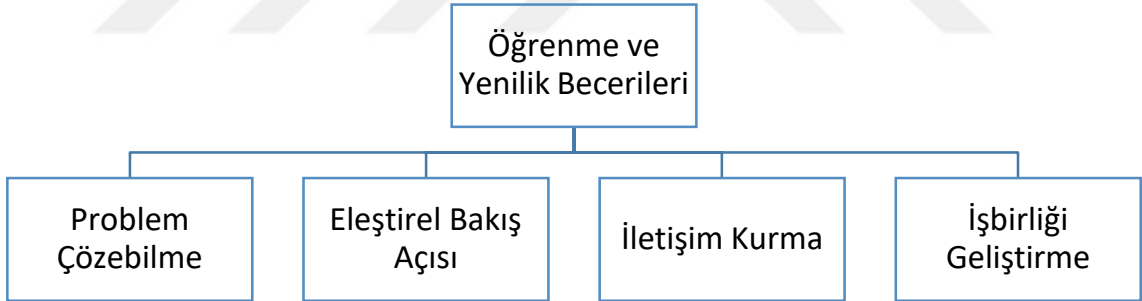 Öğrenme ve
Yenilik Becerileri
Problem
Çözebilme
Eleştirel Bakış
Açısı
İletişim Kurma
İşbirliği
Geliştirme